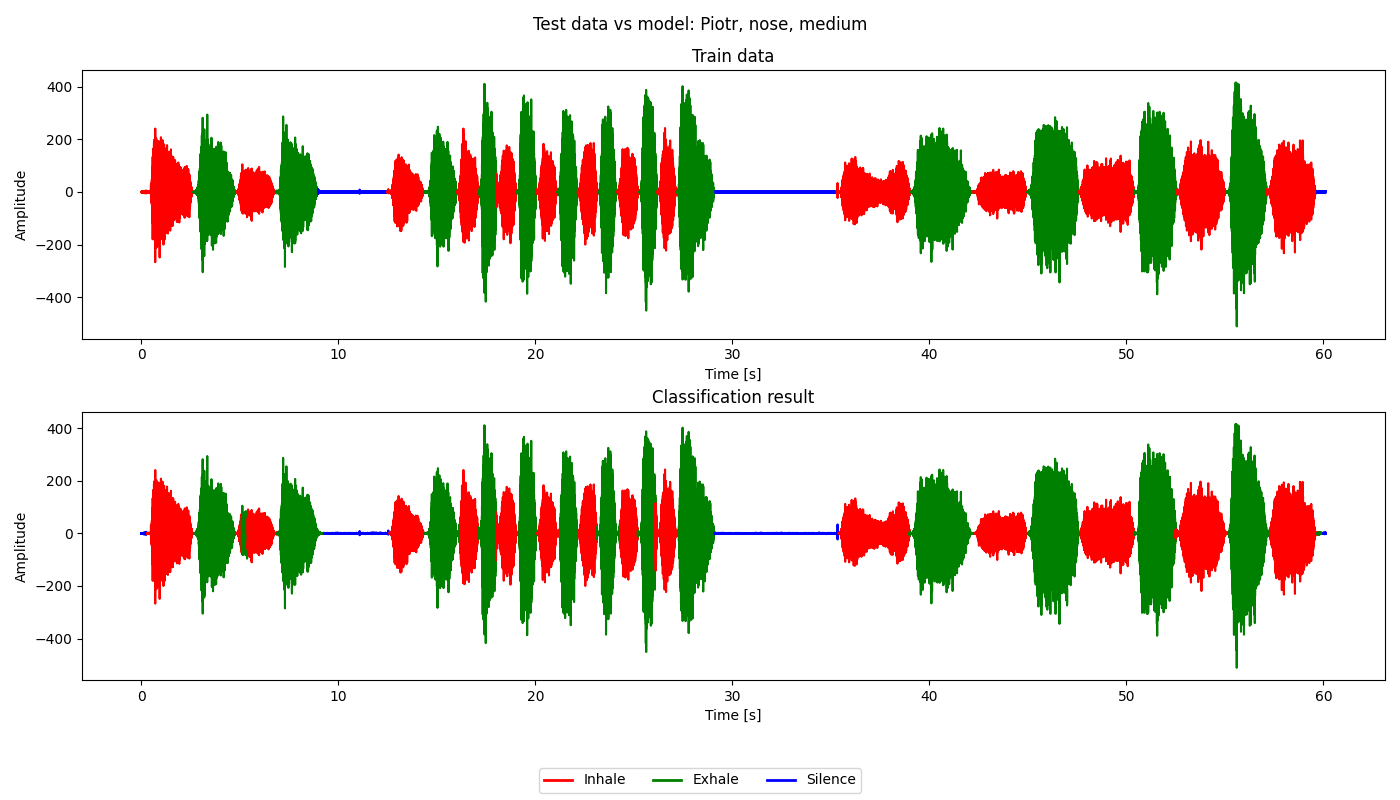 Test data vs model: Piotr, nose, medium
Train data
Amplitude
400
200
0
−200
−400
0 10 20 30 40 50 60
Time [s]
Classification result
Amplitude
400
200
0
−200
−400
0 10 20 30 40 50 60
Time [s]
Inhale Exhale Silence